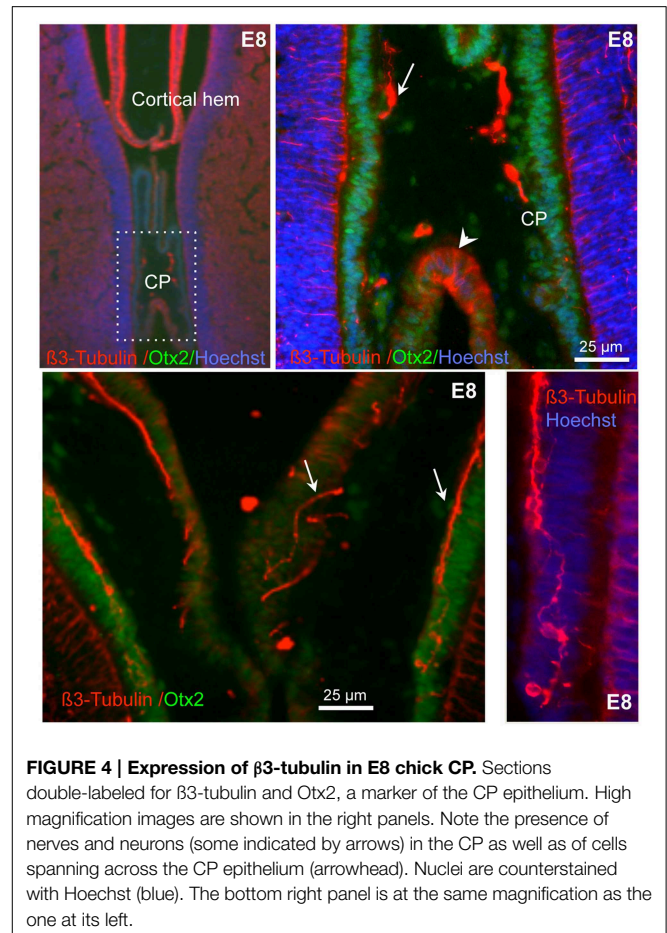 E8
Cortical hem
CP
ß3-Tubulin /Otx2/Hoechst
E8
CP
ß3-Tubulin /Otx2/Hoechst
25 µm
E8
ß3-Tubulin /Otx2
25 µm
ß3-Tubulin
Hoechst
E8
FIGURE 4 | Expression of β3-tubulin in E8 chick CP. Sections
double-labeled for ß3-tubulin and Otx2, a marker of the CP epithelium. High
magnification images are shown in the right panels. Note the presence of
nerves and neurons (some indicated by arrows) in the CP as well as of cells
spanning across the CP epithelium (arrowhead). Nuclei are counterstained
with Hoechst (blue). The bottom right panel is at the same magnification as the
one at its left.